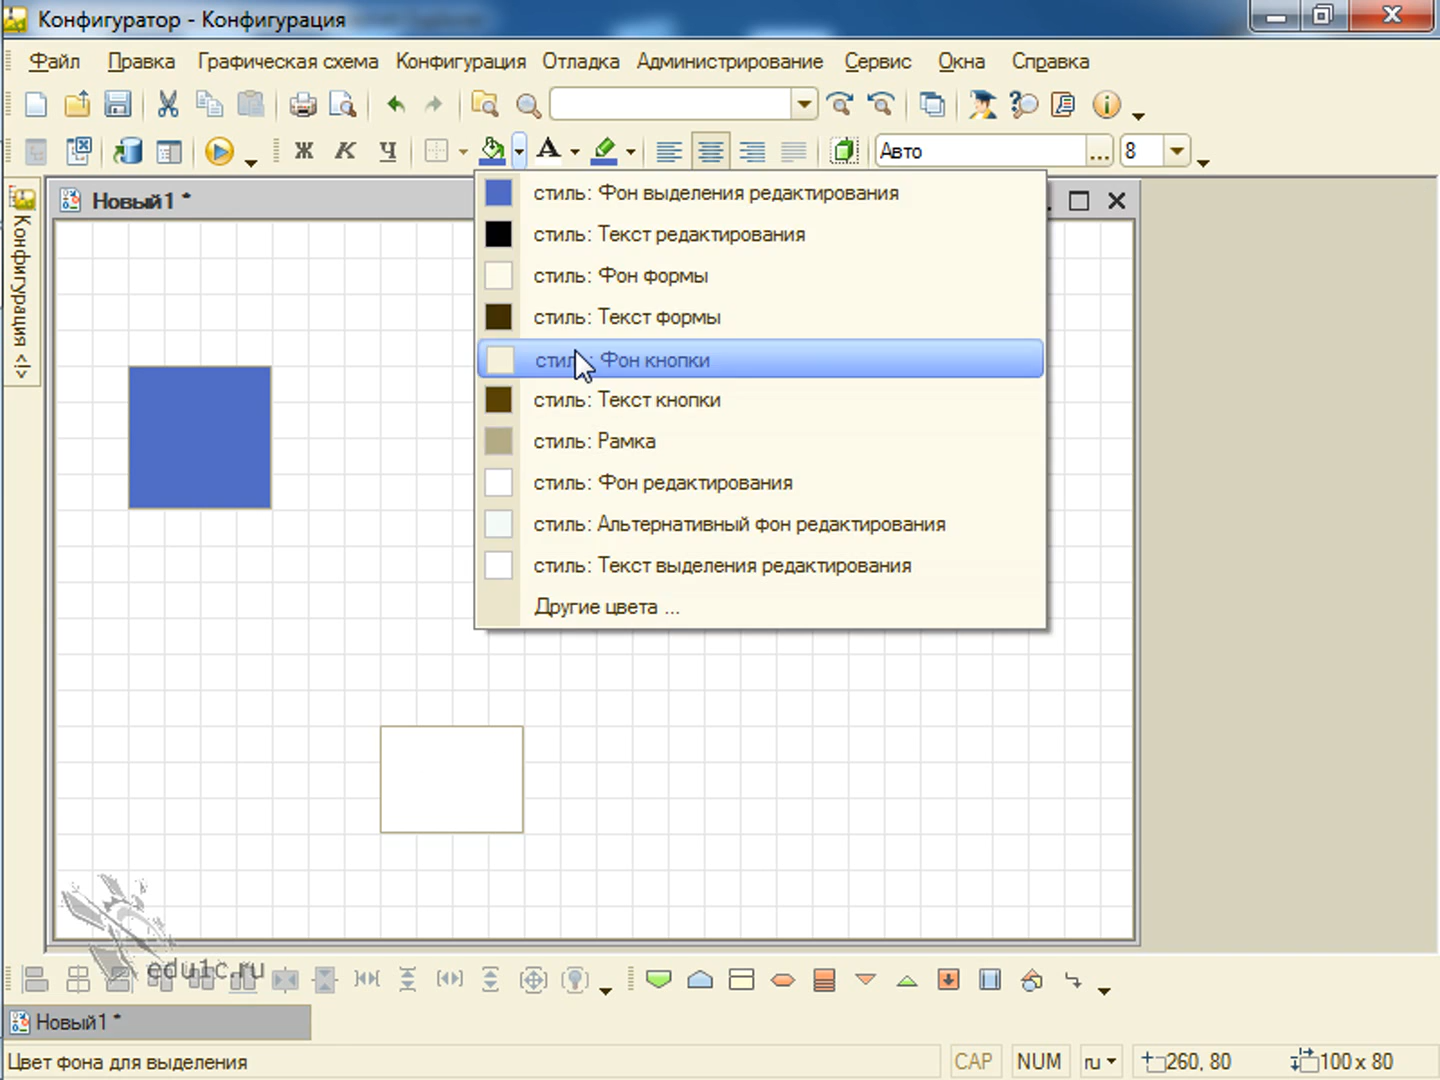 Конфигуратор - Конфигурация
Файл Правка Графическая схема Конфигурация Отладка Администрирование Сервис Окна Справка
Ж К Ч А Авто ... 8
Новый1 *
Конфигурация <!>
стиль: Фон выделения редактирования
стиль: Текст редактирования
стиль: Фон формы
стиль: Текст формы
стиль: Фон кнопки
стиль: Текст кнопки
стиль: Рамка
стиль: Фон редактирования
стиль: Альтернативный фон редактирования
стиль: Текст выделения редактирования
Другие цвета ...
edu1c.ru
Новый1 *
Цвет фона для выделения CAP NUM ru 260, 80 100 x 80